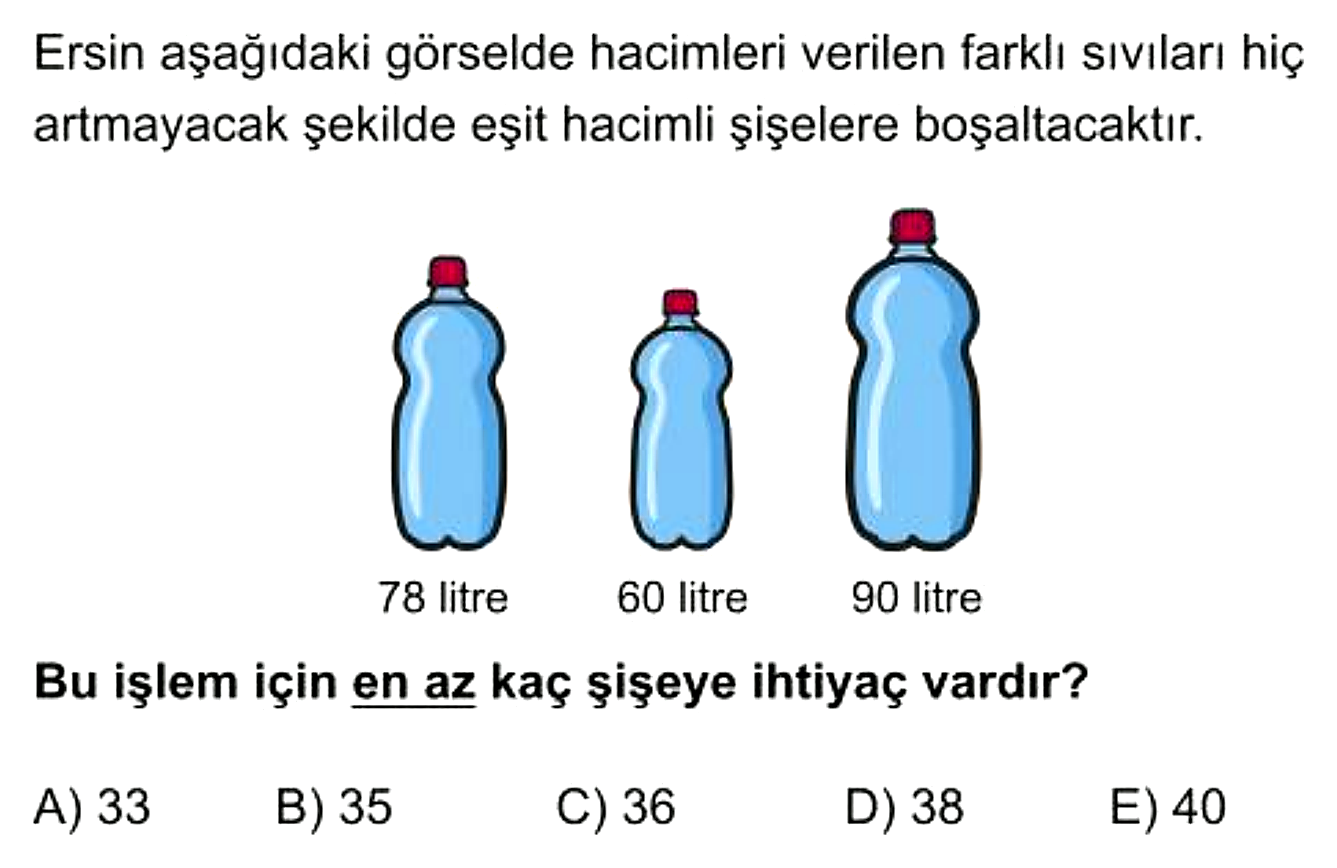 Ersin aşağıdaki görselde hacimleri verilen farklı sıvıları hiç
artmayacak şekilde eşit hacimli şişelere boşaltacaktır.
78 litre 60 litre 90 litre
Bu işlem için en az kaç şişeye ihtiyaç vardır?
A) 33 B) 35 C) 36 D) 38 E) 40